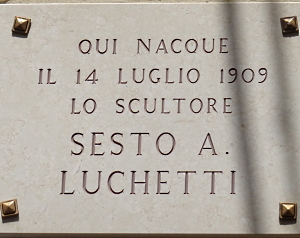 QUI NACQUE
IL 14 LUGLIO 1909
LO SCULTORE
SESTO A.
LUCHETTI